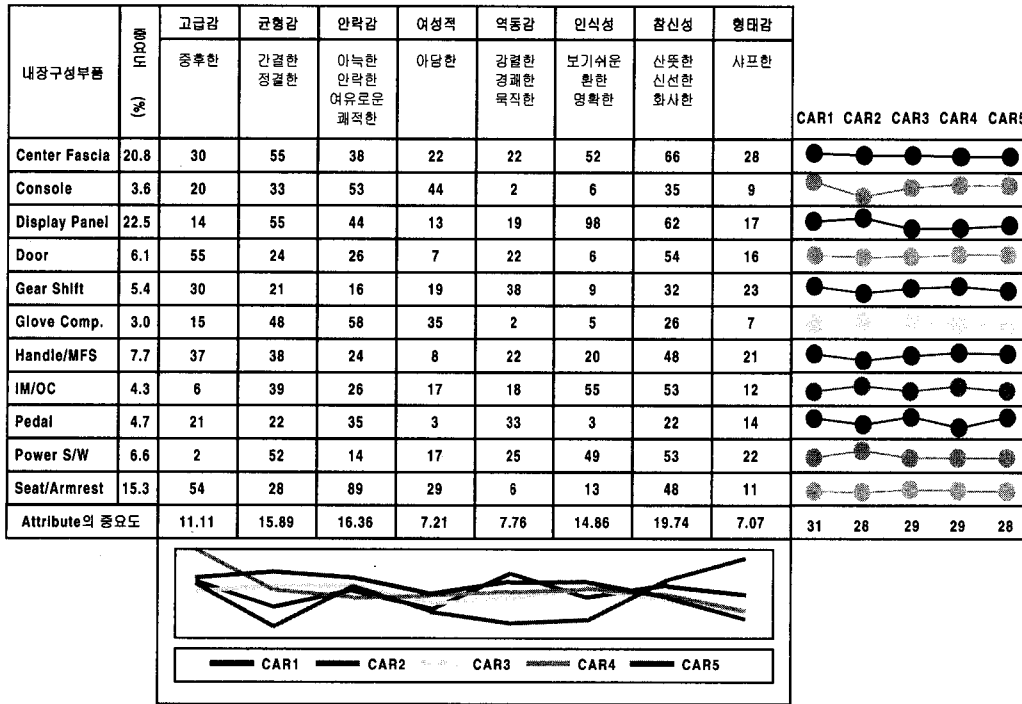 고급감 균형감 안락감 여성적 역동감 인식성 참신성 형태감
내장구성부품 중요도 (%)
중후한 간결한 아늑한 아담한 강렬한 보기쉬운 산뜻한 샤프한
정결한 안락한 경쾌한 환한 신선한
여유로운 묵직한 명확한 화사한
쾌적한
CAR1 CAR2 CAR3 CAR4 CAR5
Center Fascia 20.8 30 55 38 22 22 52 66 28
Console 3.6 20 33 53 44 2 6 35 9
Display Panel 22.5 14 55 44 13 19 98 62 17
Door 6.1 55 24 26 7 22 6 54 16
Gear Shift 5.4 30 21 16 19 38 9 32 23
Glove Comp. 3.0 15 48 58 35 2 5 26 7
Handle/MFS 7.7 37 38 24 8 22 20 48 21
IM/OC 4.3 6 39 26 17 18 55 53 12
Pedal 4.7 21 22 35 3 33 3 22 14
Power S/W 6.6 2 52 14 17 25 49 53 22
Seat/Armrest 15.3 54 28 89 29 6 13 48 11
Attribute의 중요도 11.11 15.89 16.36 7.21 7.76 14.86 19.74 7.07 31 28 29 29 28
CAR1 CAR2 CAR3 CAR4 CAR5